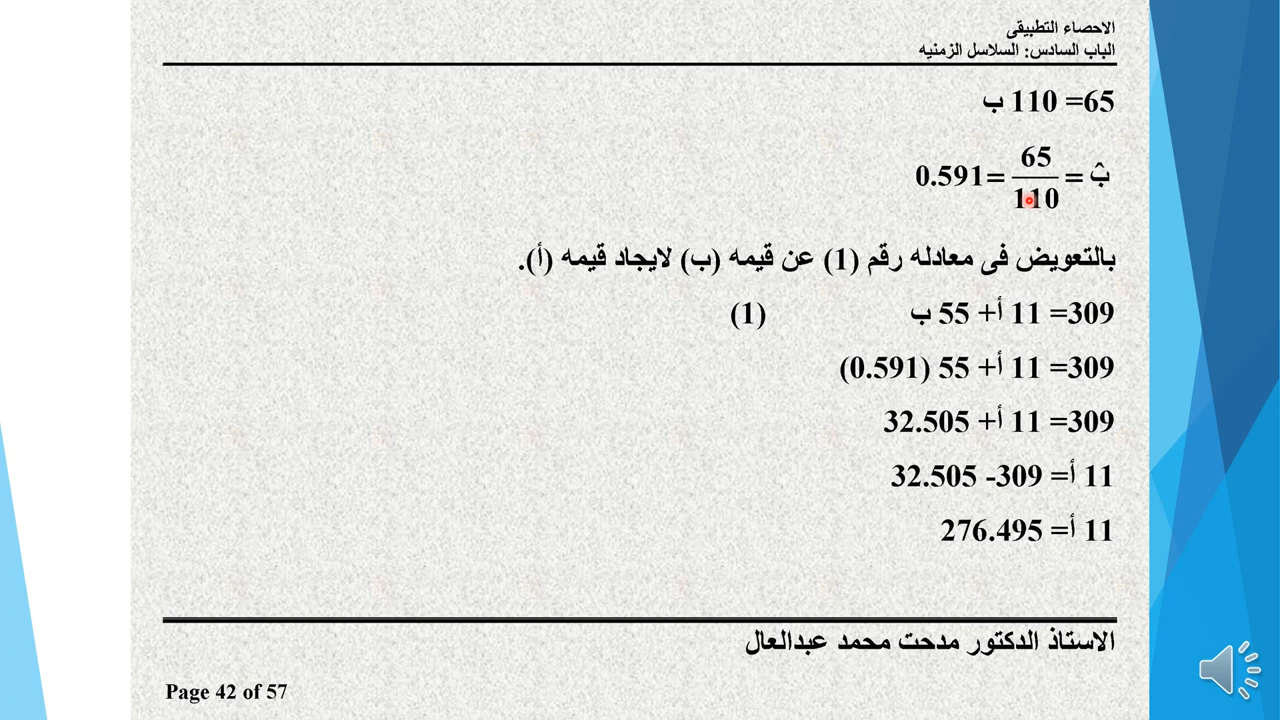 الاحصاء التطبيقى
الباب السادس: السلاسل الزمنيه
65= 110 ب
ب̂ = 65/110 =0.591
بالتعويض فى معادله رقم (1) عن قيمه (ب) لايجاد قيمه (أ).
309= 11 أ+ 55 ب (1)
309= 11 أ+ 55 (0.591)
309= 11 أ+ 32.505
11 أ= 309- 32.505
11 أ= 276.495
الاستاذ الدكتور مدحت محمد عبدالعال
Page 42 of 57